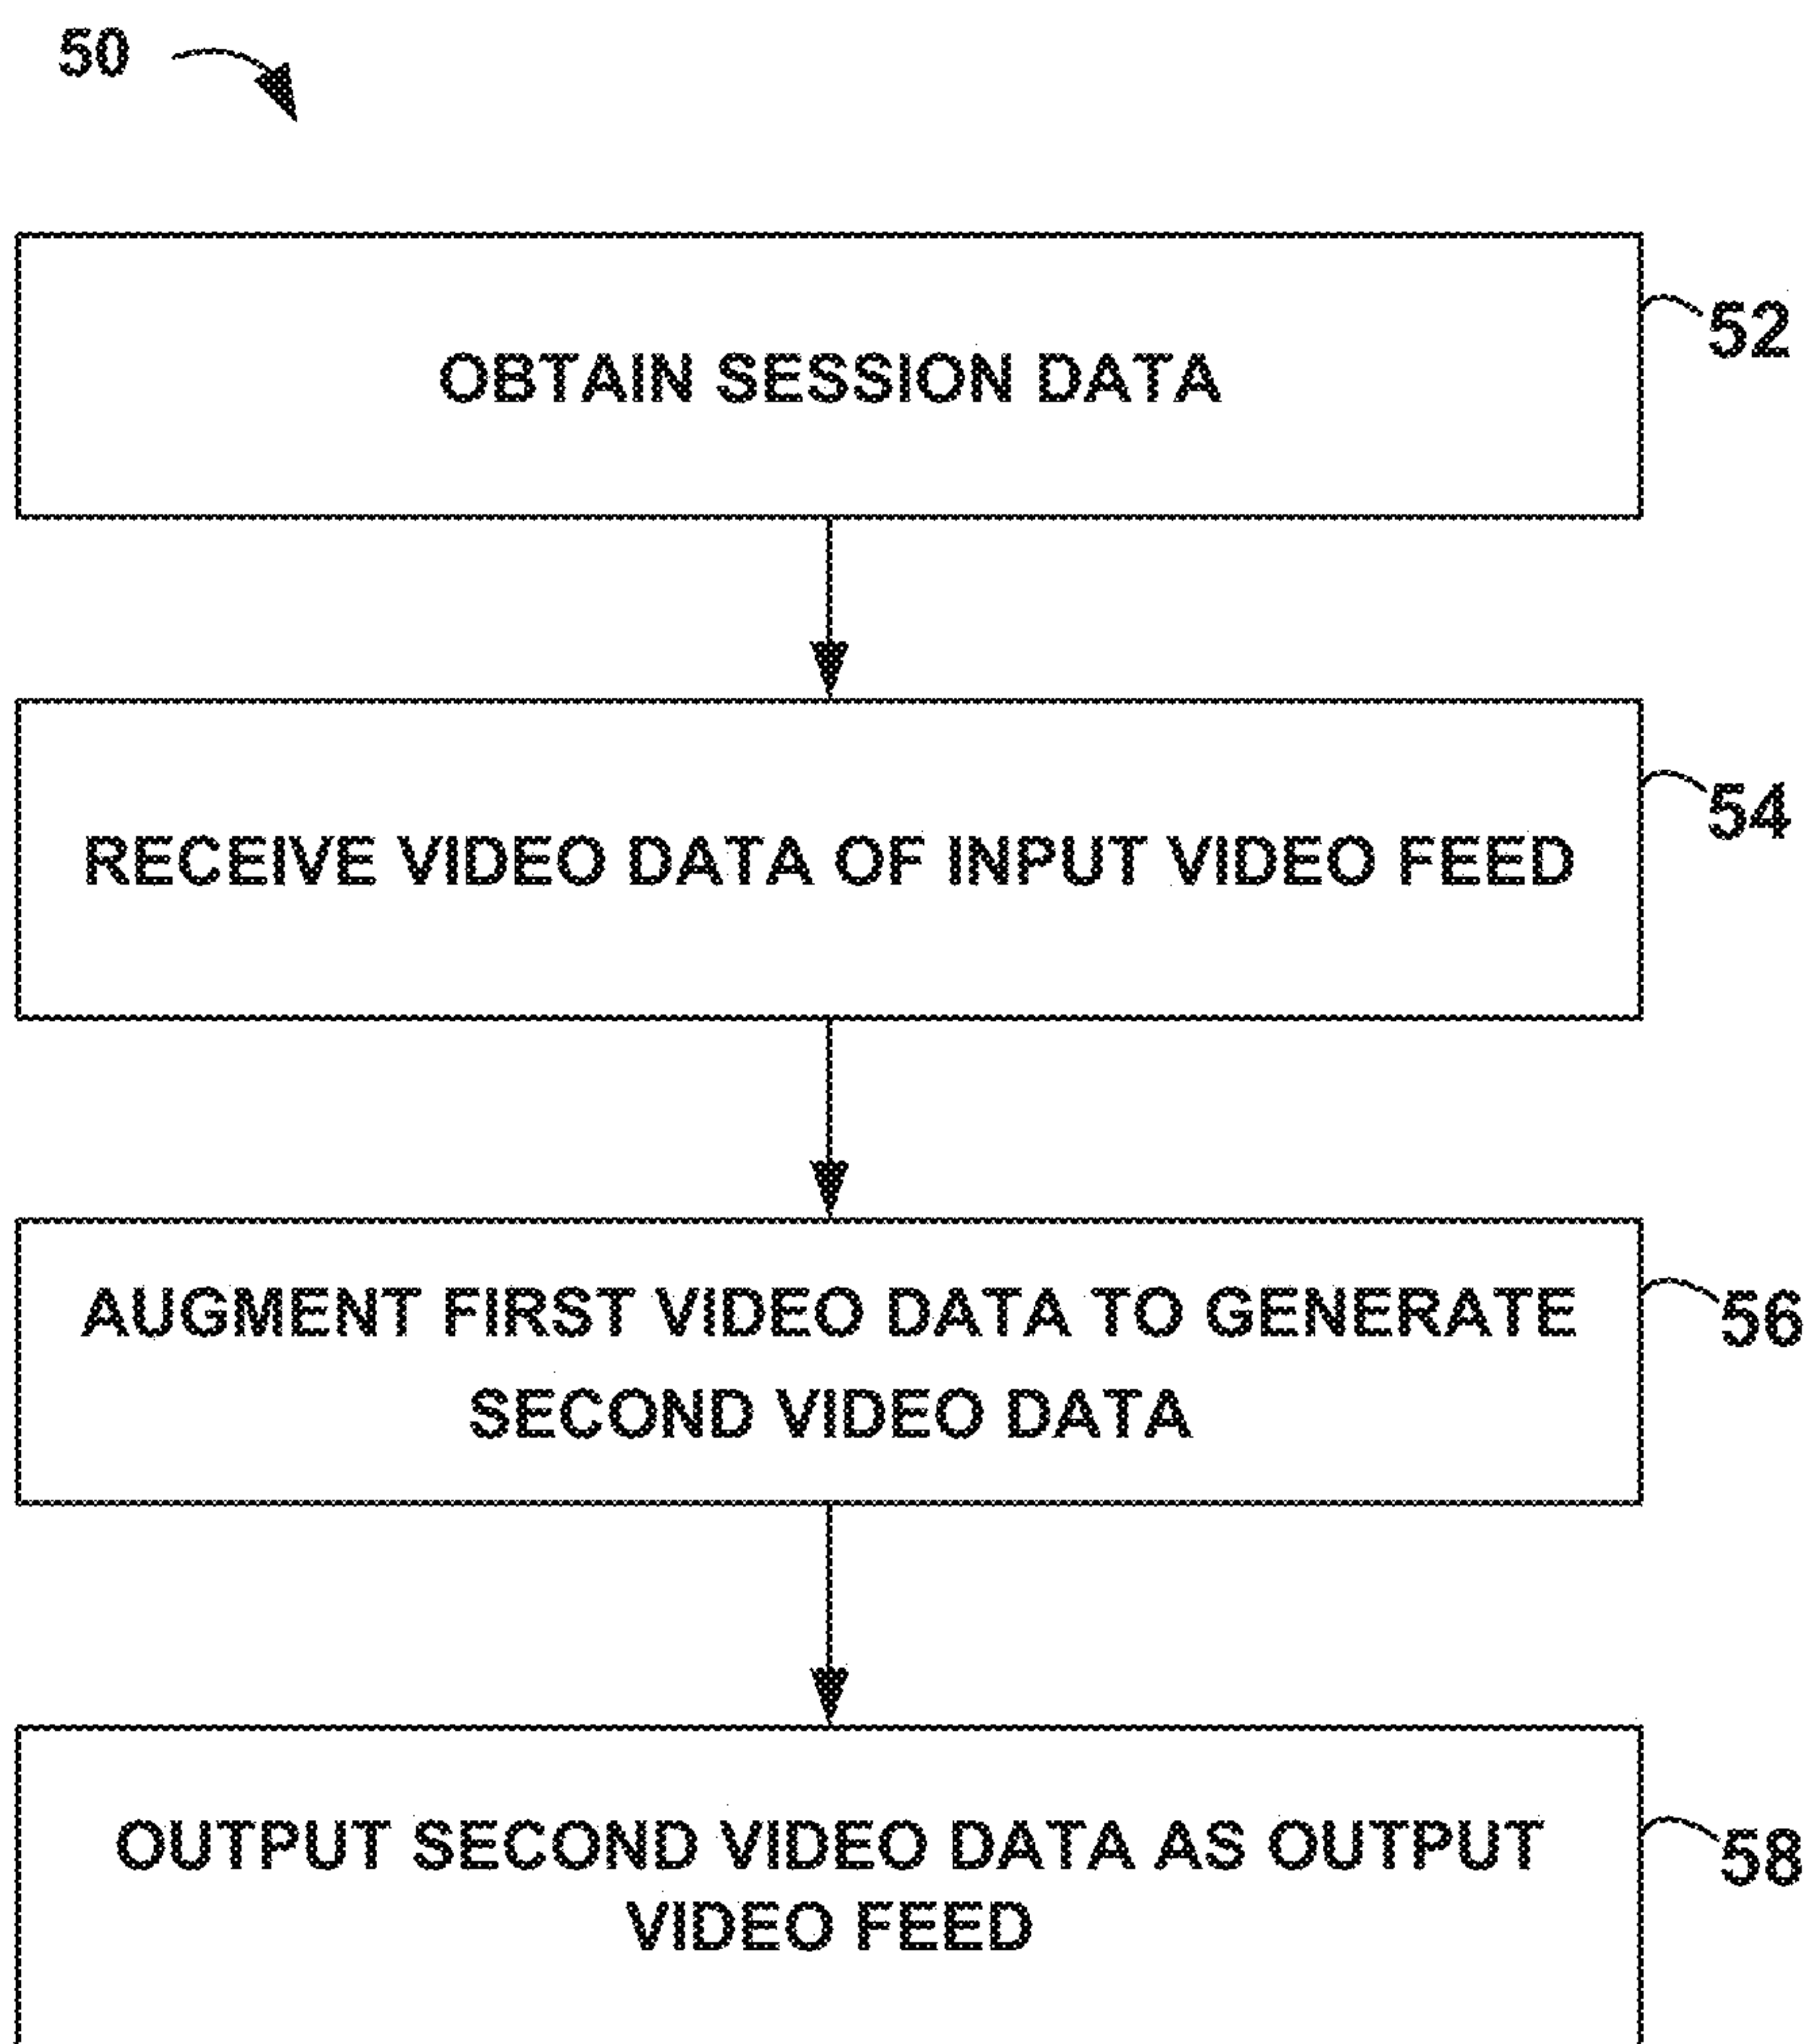 50
OBTAIN SESSION DATA
52
RECEIVE VIDEO DATA OF INPUT VIDEO FEED
54
AUGMENT FIRST VIDEO DATA TO GENERATE
SECOND VIDEO DATA
56
OUTPUT SECOND VIDEO DATA AS OUTPUT
VIDEO FEED
58